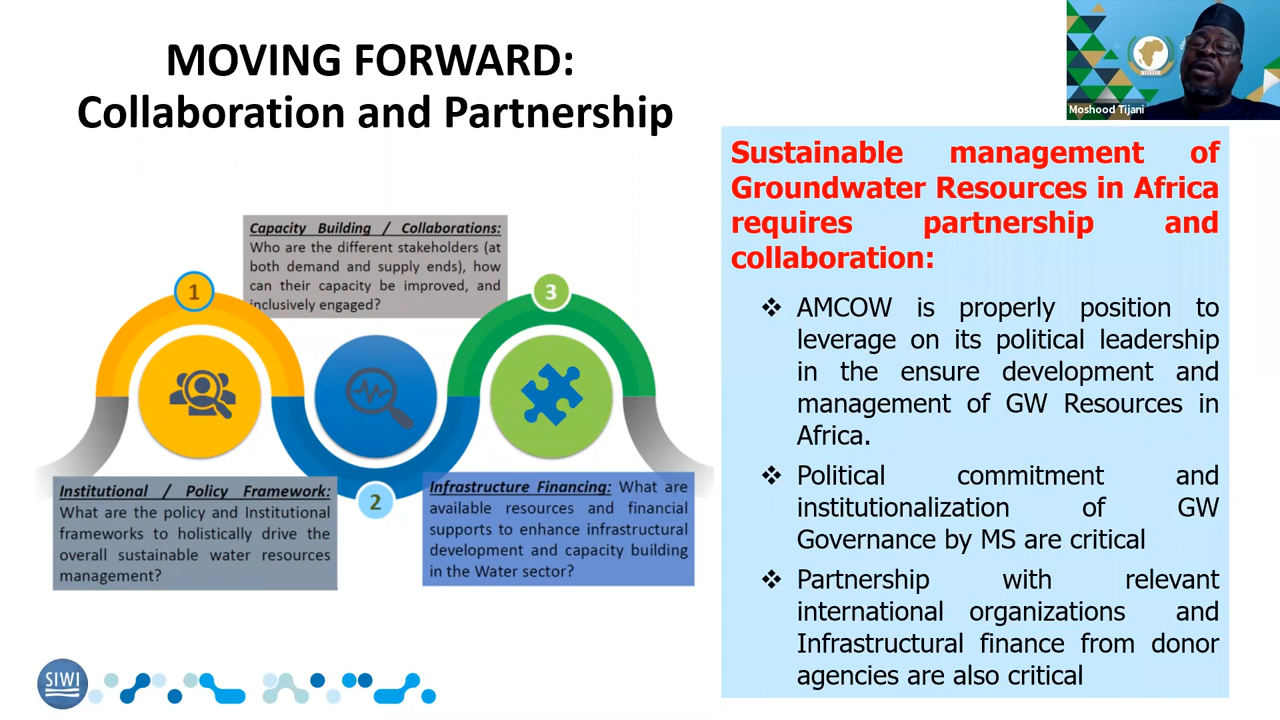 MOVING FORWARD:
Collaboration and Partnership
Moshood Tijani
Capacity Building / Collaborations:
Who are the different stakeholders (at
both demand and supply ends), how
can their capacity be improved, and
inclusively engaged?
1
3
2
Institutional / Policy Framework:
What are the policy and Institutional
frameworks to holistically drive the
overall sustainable water resources
management?
Infrastructure Financing: What are
available resources and financial
supports to enhance infrastructural
development and capacity building
in the Water sector?
Sustainable management of
Groundwater Resources in Africa
requires partnership and
collaboration:
❖ AMCOW is properly position to
leverage on its political leadership
in the ensure development and
management of GW Resources in
Africa.
❖ Political commitment and
institutionalization of GW
Governance by MS are critical
❖ Partnership with relevant
international organizations and
Infrastructural finance from donor
agencies are also critical
SIWI